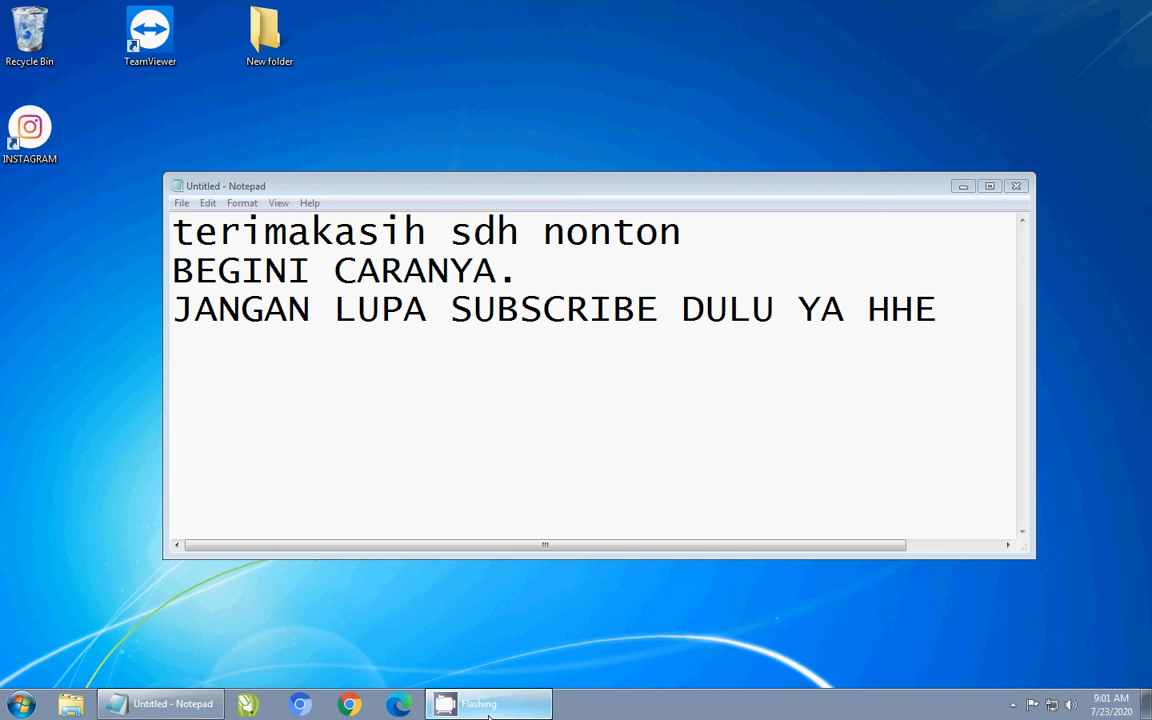 Recycle Bin
TeamViewer
New folder
INSTAGRAM
Untitled - Notepad
File Edit Format View Help
terimakasih sdh nonton
BEGINI CARANYA.
JANGAN LUPA SUBSCRIBE DULU YA HHE
Untitled - Notepad
Flashing
9:01 AM
7/23/2020